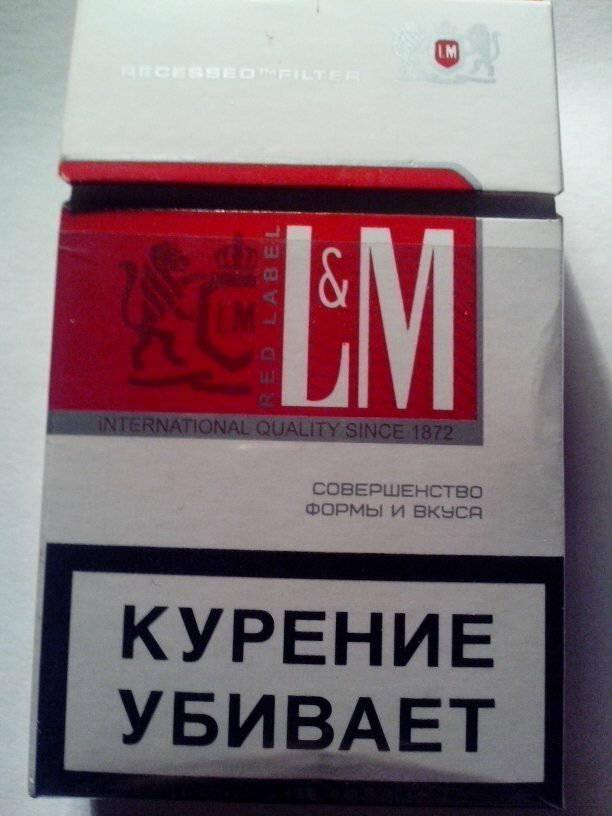 RECESSED™FILTER
L&M
L&M
RED LABEL
L&M
INTERNATIONAL QUALITY SINCE 1872
СОВЕРШЕНСТВО
ФОРМЫ И ВКУСА
КУРЕНИЕ
УБИВАЕТ